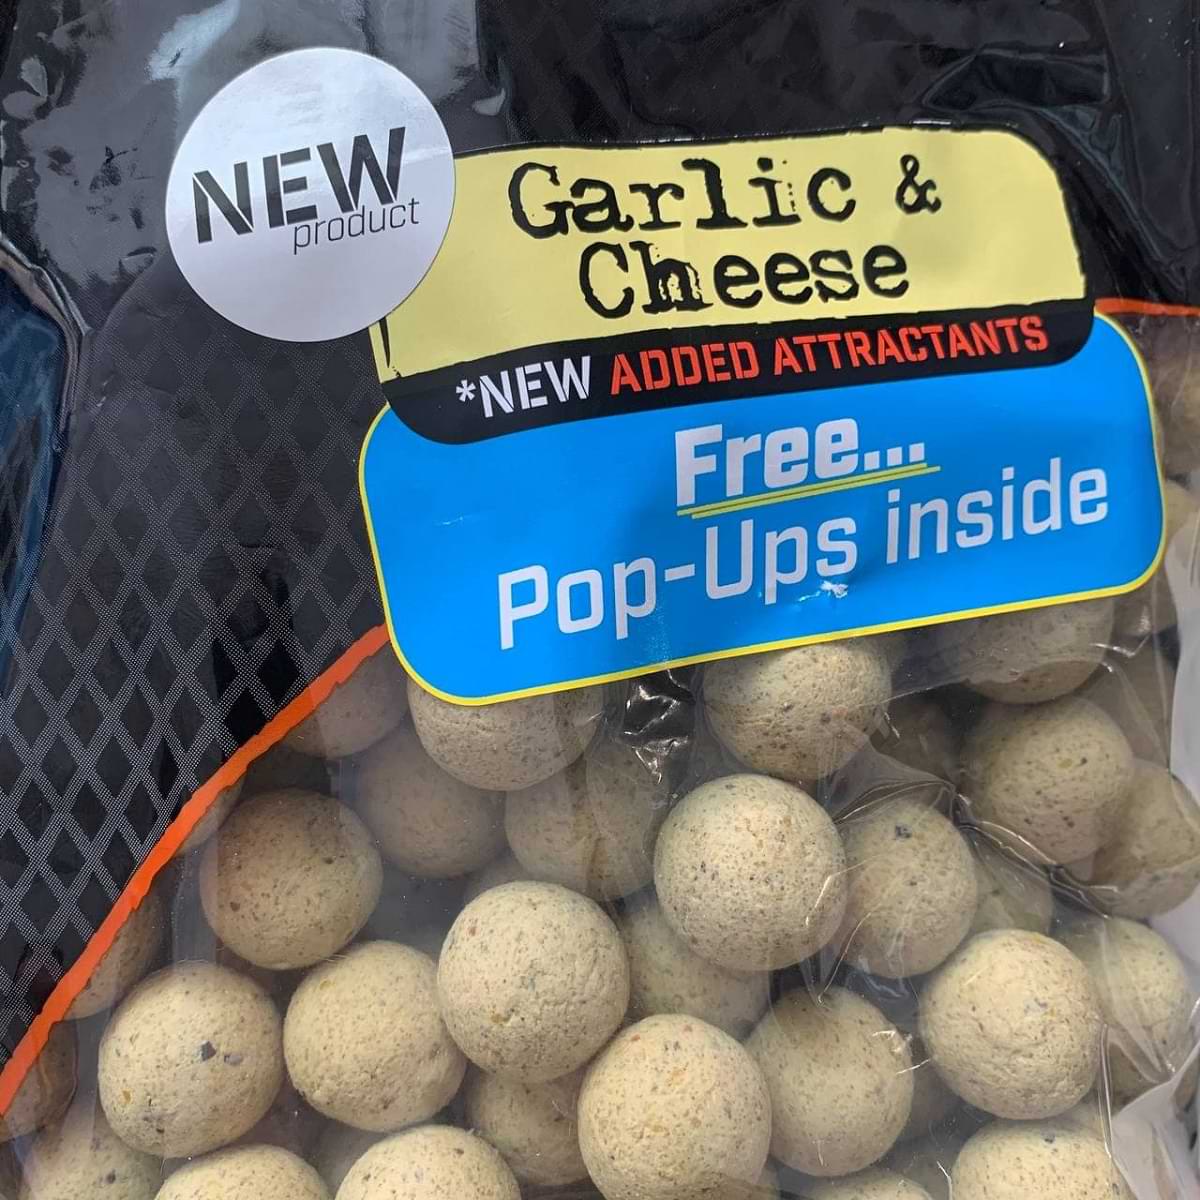 NEW
product
Garlic &
Cheese
*NEW ADDED ATTRACTANTS
Free...
Pop-Ups inside